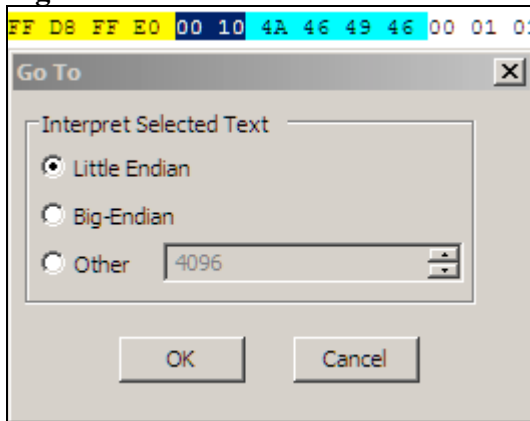 FF D8 FF E0 00 10 4A 46 49 46 00 01
Go To
Interpret Selected Text
Little Endian
Big-Endian
Other 4096
OK Cancel